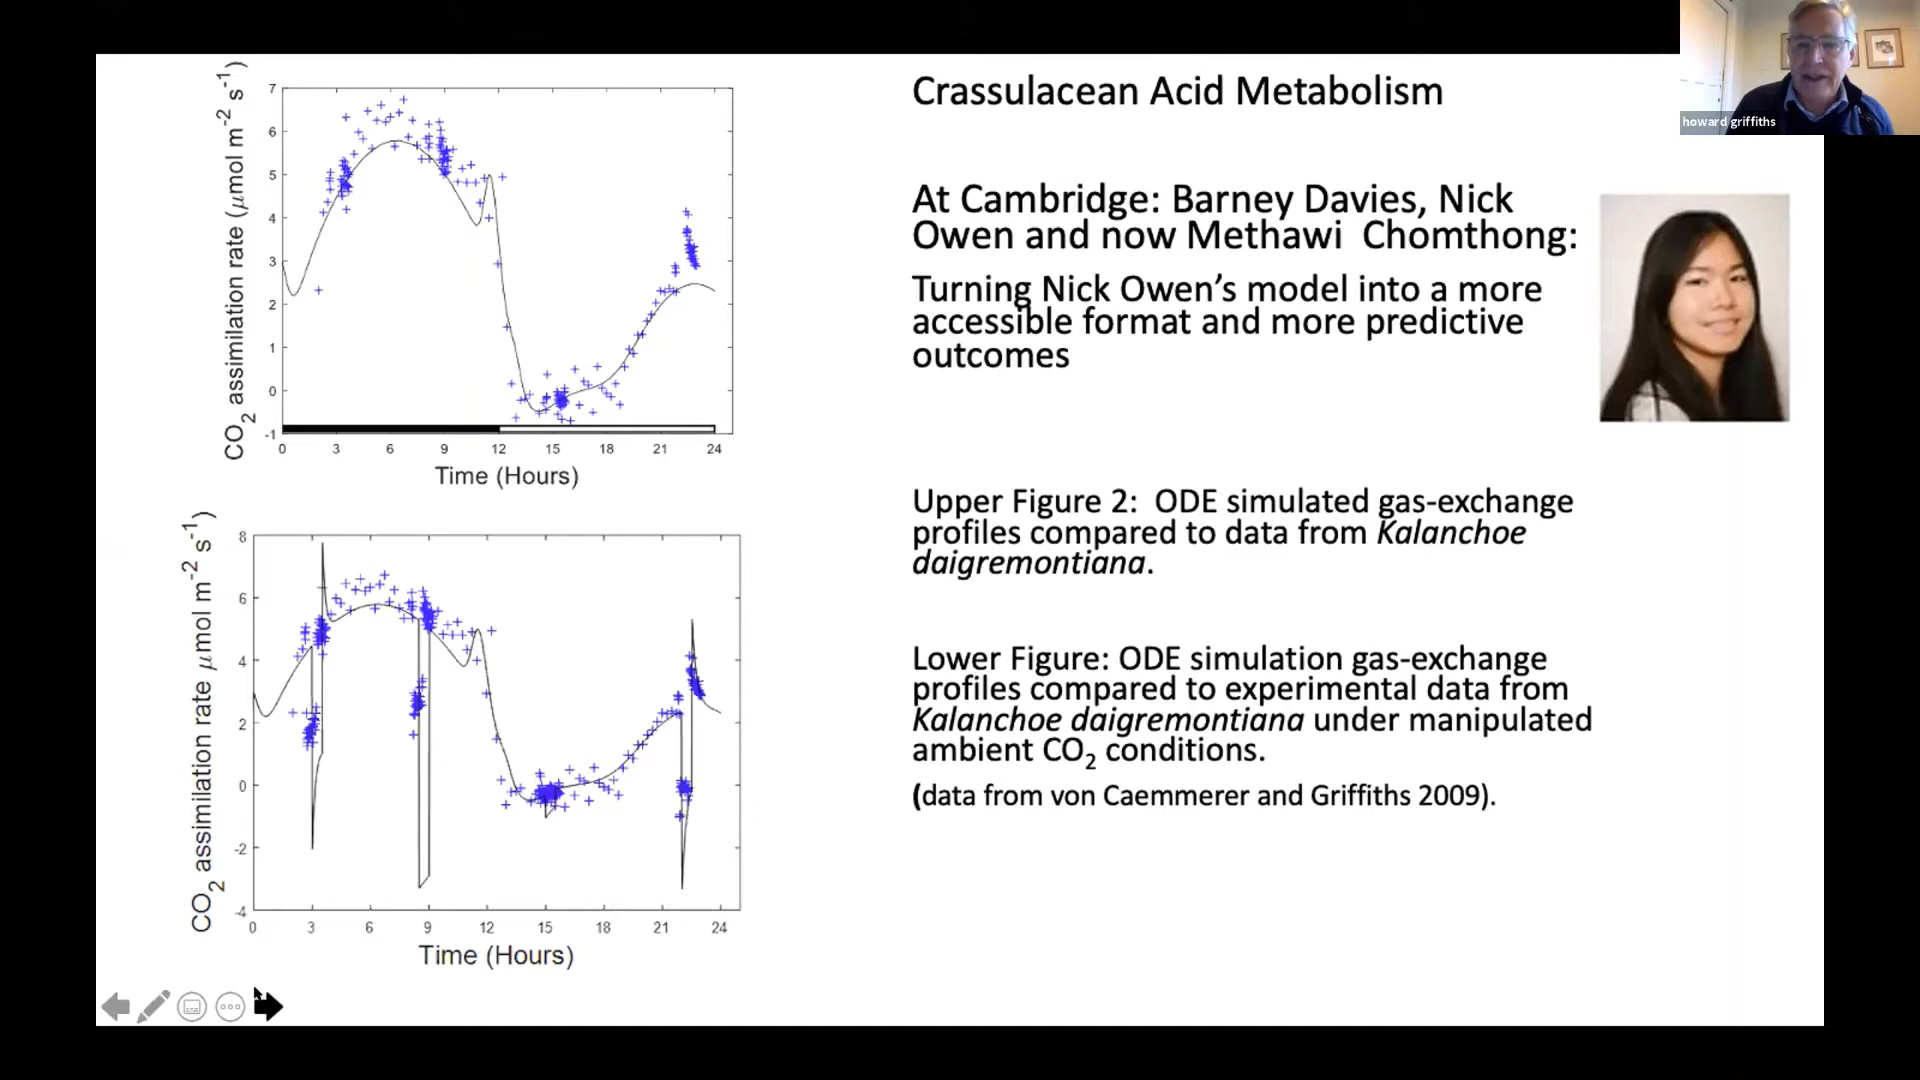 howard griffiths
Crassulacean Acid Metabolism
At Cambridge: Barney Davies, Nick
Owen and now Methawi Chomthong:
Turning Nick Owen’s model into a more
accessible format and more predictive
outcomes
Upper Figure 2: ODE simulated gas-exchange
profiles compared to data from Kalanchoe
daigremontiana.
Lower Figure: ODE simulation gas-exchange
profiles compared to experimental data from
Kalanchoe daigremontiana under manipulated
ambient CO2 conditions.
(data from von Caemmerer and Griffiths 2009).
CO2 assimilation rate (μmol m-2 s-1)
7
6
5
4
3
2
1
0
-1
0 3 6 9 12 15 18 21 24
Time (Hours)
CO2 assimilation rate μmol m-2 s-1)
8
6
4
2
0
-2
-4
0 3 6 9 12 15 18 21 24
Time (Hours)